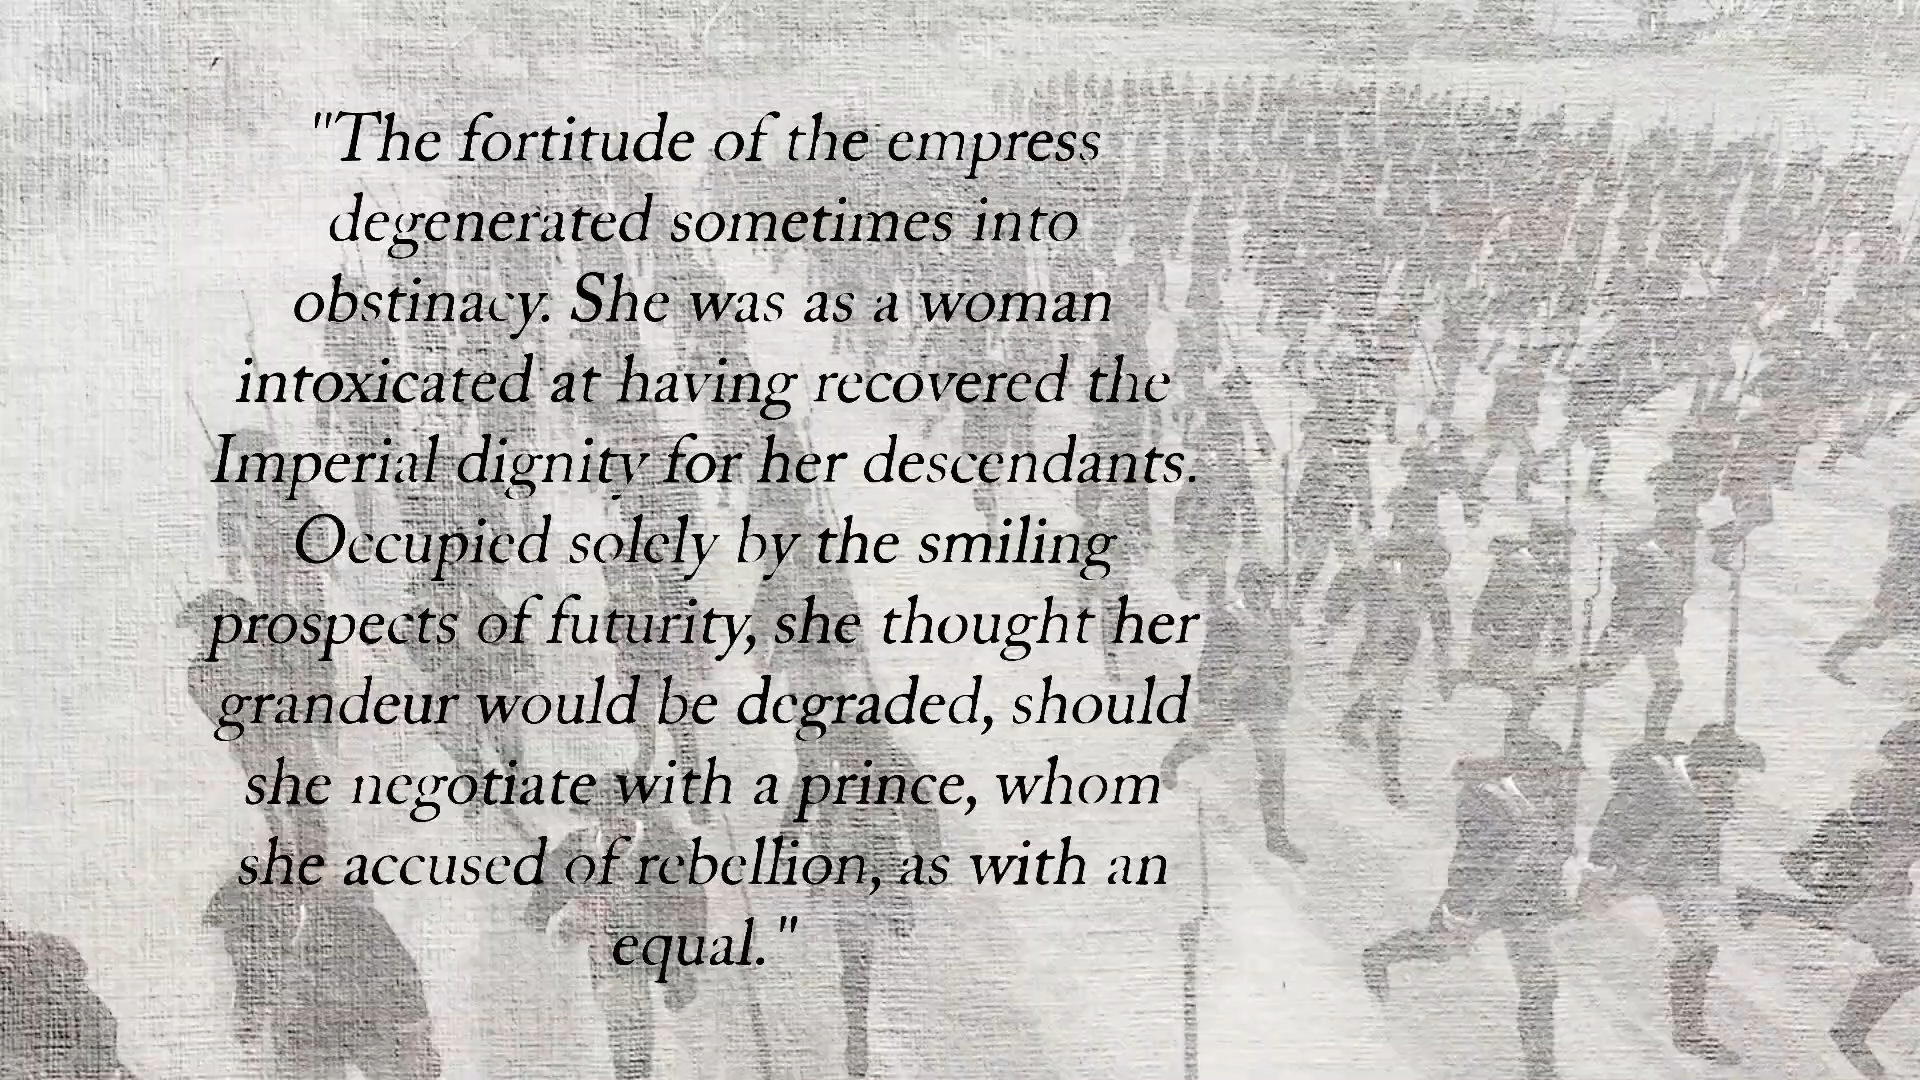 "The fortitude of the empress
degenerated sometimes into
obstinacy. She was as a woman
intoxicated at having recovered the
Imperial dignity for her descendants.
Occupied solely by the smiling
prospects of futurity, she thought her
grandeur would be degraded, should
she negotiate with a prince, whom
she accused of rebellion, as with an
equal."